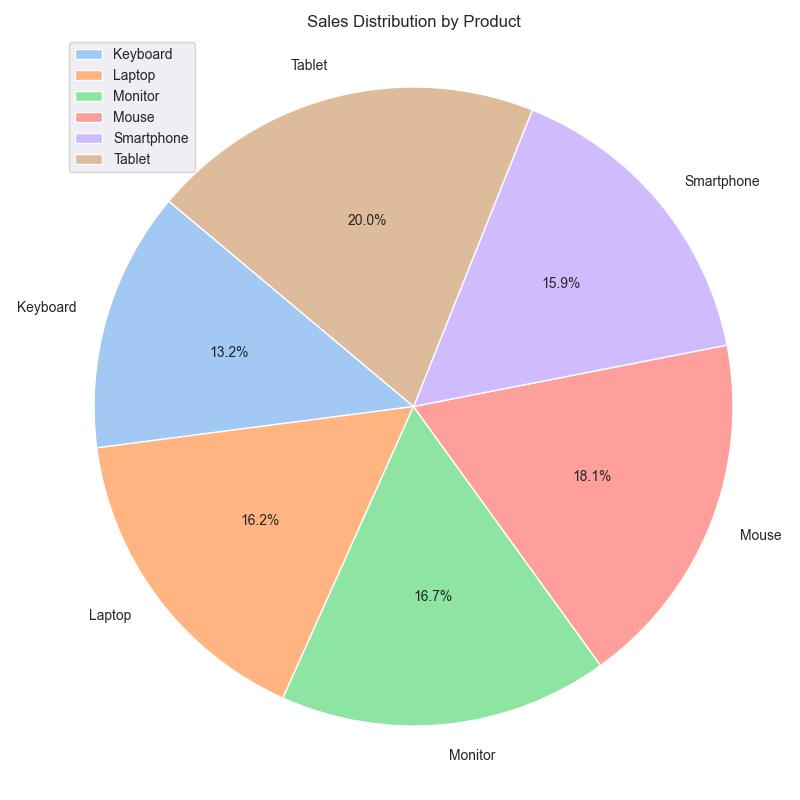 Sales Distribution by Product
Keyboard
Laptop
Monitor
Mouse
Smartphone
Tablet
Tablet
Smartphone
20.0%
15.9%
Keyboard
13.2%
18.1%
16.2%
Mouse
16.7%
Laptop
Monitor